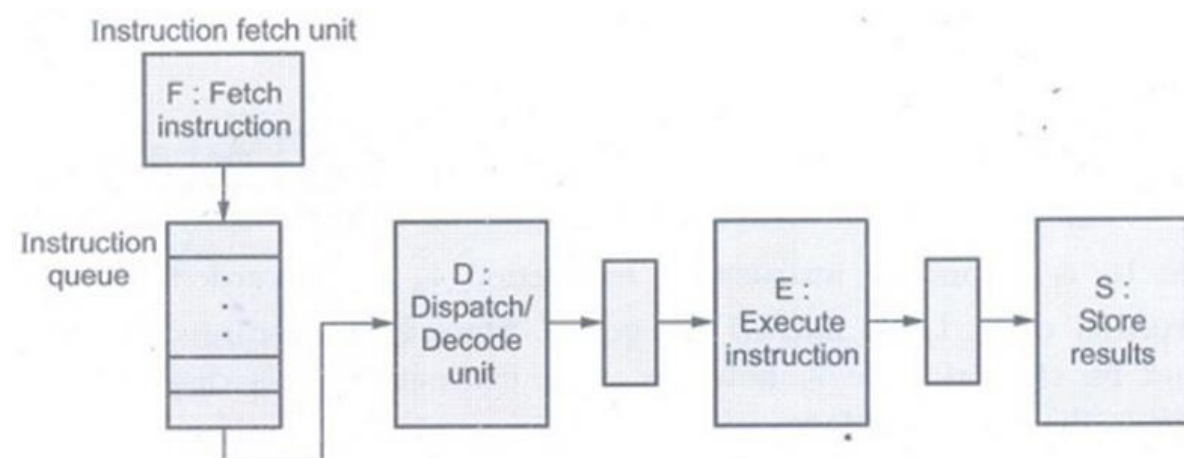 Instruction fetch unit
F : Fetch
instruction
Instruction
queue
D :
Dispatch/
Decode
unit
E :
Execute
instruction
S :
Store
results